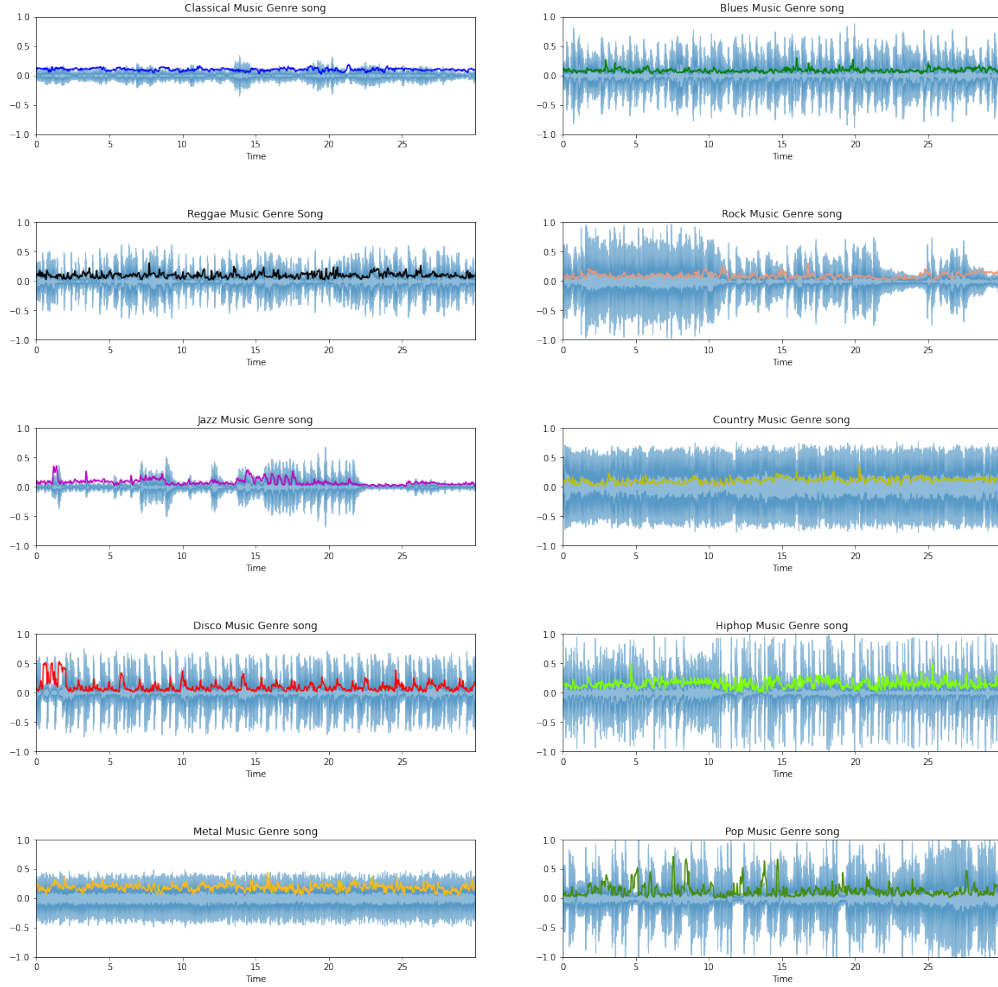 Classical Music Genre song
1.0
0.5
0.0
−0.5
−1.0
0 5 10 15 20 25
Time
Blues Music Genre song
1.0
0.5
0.0
−0.5
−1.0
0 5 10 15 20 25
Time
Reggae Music Genre Song
1.0
0.5
0.0
−0.5
−1.0
0 5 10 15 20 25
Time
Rock Music Genre song
1.0
0.5
0.0
−0.5
−1.0
0 5 10 15 20 25
Time
Jazz Music Genre song
1.0
0.5
0.0
−0.5
−1.0
0 5 10 15 20 25
Time
Country Music Genre song
1.0
0.5
0.0
−0.5
−1.0
0 5 10 15 20 25
Time
Disco Music Genre song
1.0
0.5
0.0
−0.5
−1.0
0 5 10 15 20 25
Time
Hiphop Music Genre song
1.0
0.5
0.0
−0.5
−1.0
0 5 10 15 20 25
Time
Metal Music Genre song
1.0
0.5
0.0
−0.5
−1.0
0 5 10 15 20 25
Time
Pop Music Genre song
1.0
0.5
0.0
−0.5
−1.0
0 5 10 15 20 25
Time